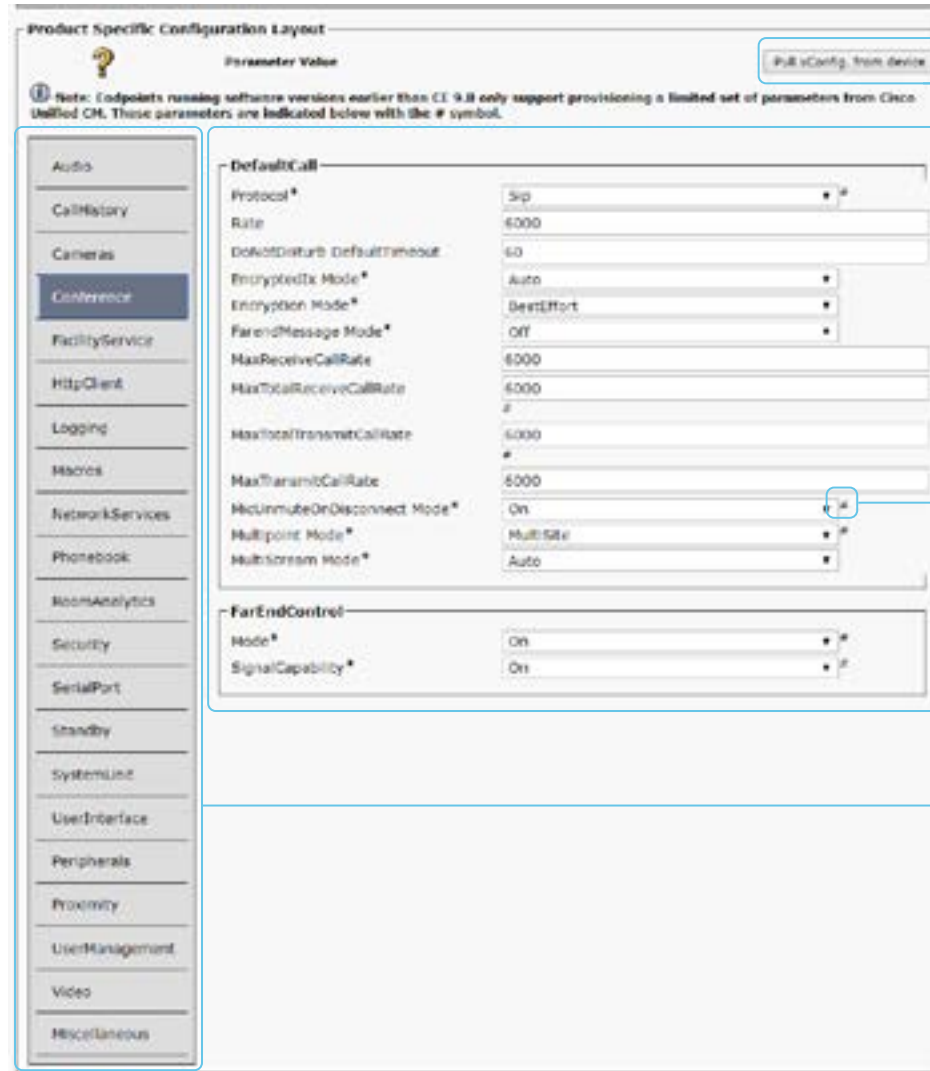 Product Specific Configuration Layout
?
Parameter Value
Pull xConfig. from device
Note: Endpoints running software versions earlier than CE 9.8 only support provisioning a limited set of parameters from Cisco
Unified CM. These parameters are indicated below with the # symbol.
Audio
CallHistory
Cameras
Conference
FacilityService
HttpClient
Logging
Macros
NetworkServices
Phonebook
RoomAnalytics
Security
SerialPort
Standby
SystemUnit
UserInterface
Peripherals
Proximity
UserManagement
Video
Miscellaneous
DefaultCall
Protocol* Sip #
Rate 6000
DoNotDisturb DefaultTimeout 60
EncryptedIx Mode* Auto
Encryption Mode* BestEffort
FarendMessage Mode* Off
MaxReceiveCallRate 6000
MaxTotalReceiveCallRate 6000
#
MaxTotalTransmitCallRate 6000
#
MaxTransmitCallRate 6000
MicUnmuteOnDisconnect Mode* On #
Multipoint Mode* MultiSite #
MultiStream Mode* Auto
FarEndControl
Mode* On #
SignalCapability* On #